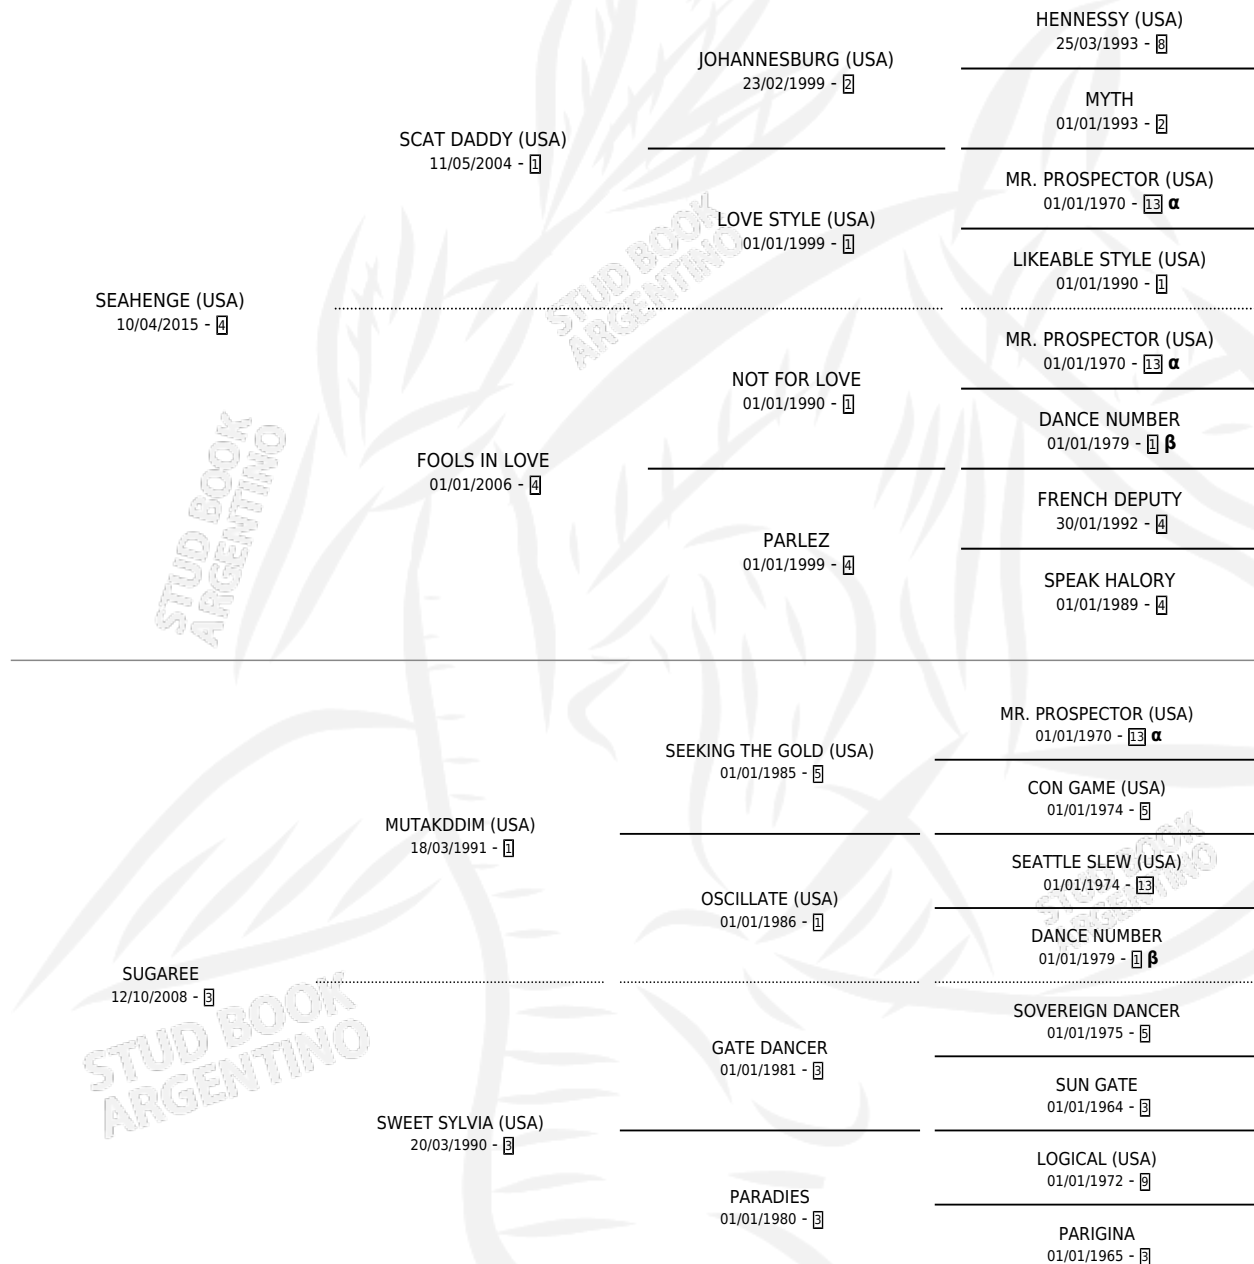 HENNESSY (USA)
25/03/1993 - 8
JOHANNESBURG (USA)
23/02/1999 - 2
MYTH
01/01/1993 - 2
SCAT DADDY (USA)
11/05/2004 - 1
MR. PROSPECTOR (USA)
01/01/1970 - 13 α
LOVE STYLE (USA)
01/01/1999 - 1
LIKEABLE STYLE (USA)
01/01/1990 - 1
SEAHENGE (USA)
10/04/2015 - 4
MR. PROSPECTOR (USA)
01/01/1970 - 13 α
NOT FOR LOVE
01/01/1990 - 1
DANCE NUMBER
01/01/1979 - 1 β
FOOLS IN LOVE
01/01/2006 - 4
FRENCH DEPUTY
30/01/1992 - 4
PARLEZ
01/01/1999 - 4
SPEAK HALORY
01/01/1989 - 4
MR. PROSPECTOR (USA)
01/01/1970 - 13 α
SEEKING THE GOLD (USA)
01/01/1985 - 5
CON GAME (USA)
01/01/1974 - 5
MUTAKDDIM (USA)
18/03/1991 - 1
SEATTLE SLEW (USA)
01/01/1974 - 13
OSCILLATE (USA)
01/01/1986 - 1
DANCE NUMBER
01/01/1979 - 1 β
SUGAREE
12/10/2008 - 3
SOVEREIGN DANCER
01/01/1975 - 5
GATE DANCER
01/01/1981 - 3
SUN GATE
01/01/1964 - 3
SWEET SYLVIA (USA)
20/03/1990 - 3
LOGICAL (USA)
01/01/1972 - 9
PARADIES
01/01/1980 - 3
PARIGINA
01/01/1965 - 3
STUD BOOK
ARGENTINO
STUD BOOK
ARGENTINO
STUD BOOK
ARGENTINO
STUD BOOK
ARGENTINO